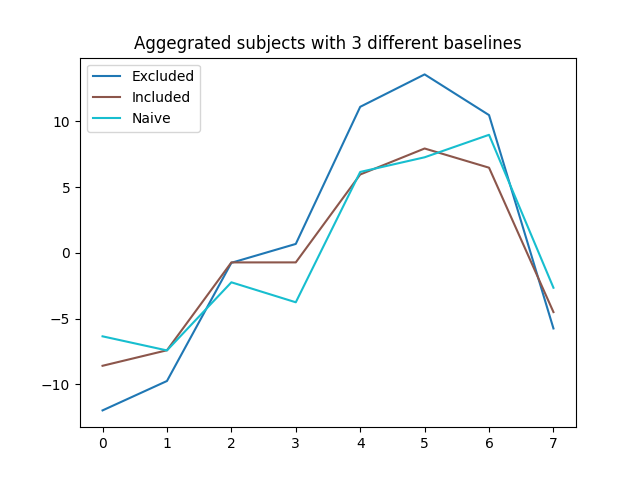 Aggegrated subjects with 3 different baselines
Excluded
Included
Naive
10
5
0
−5
−10
0 1 2 3 4 5 6 7